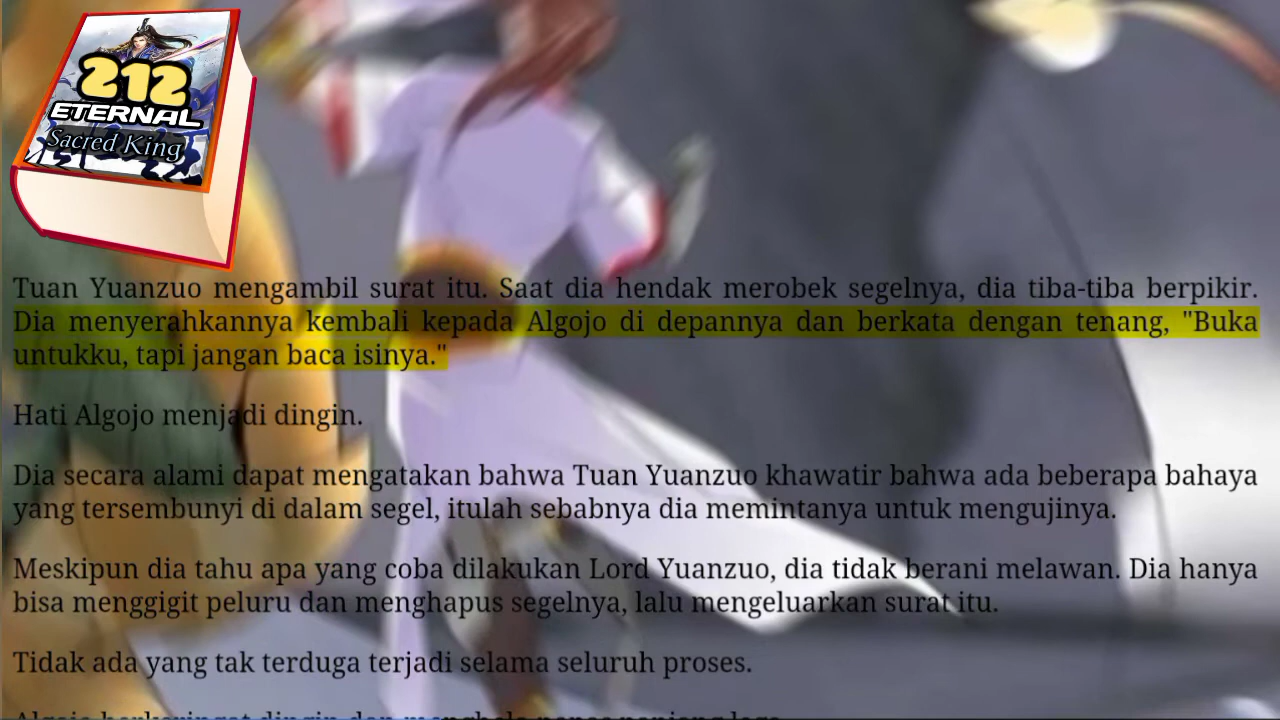 212
ETERNAL
Sacred King
Tuan Yuanzuo mengambil surat itu. Saat dia hendak merobek segelnya, dia tiba-tiba berpikir.
Dia menyerahkannya kembali kepada Algojo di depannya dan berkata dengan tenang, "Buka
untukku, tapi jangan baca isinya."
Hati Algojo menjadi dingin.
Dia secara alami dapat mengatakan bahwa Tuan Yuanzuo khawatir bahwa ada beberapa bahaya
yang tersembunyi di dalam segel, itulah sebabnya dia memintanya untuk mengujinya.
Meskipun dia tahu apa yang coba dilakukan Lord Yuanzuo, dia tidak berani melawan. Dia hanya
bisa menggigit peluru dan menghapus segelnya, lalu mengeluarkan surat itu.
Tidak ada yang tak terduga terjadi selama seluruh proses.